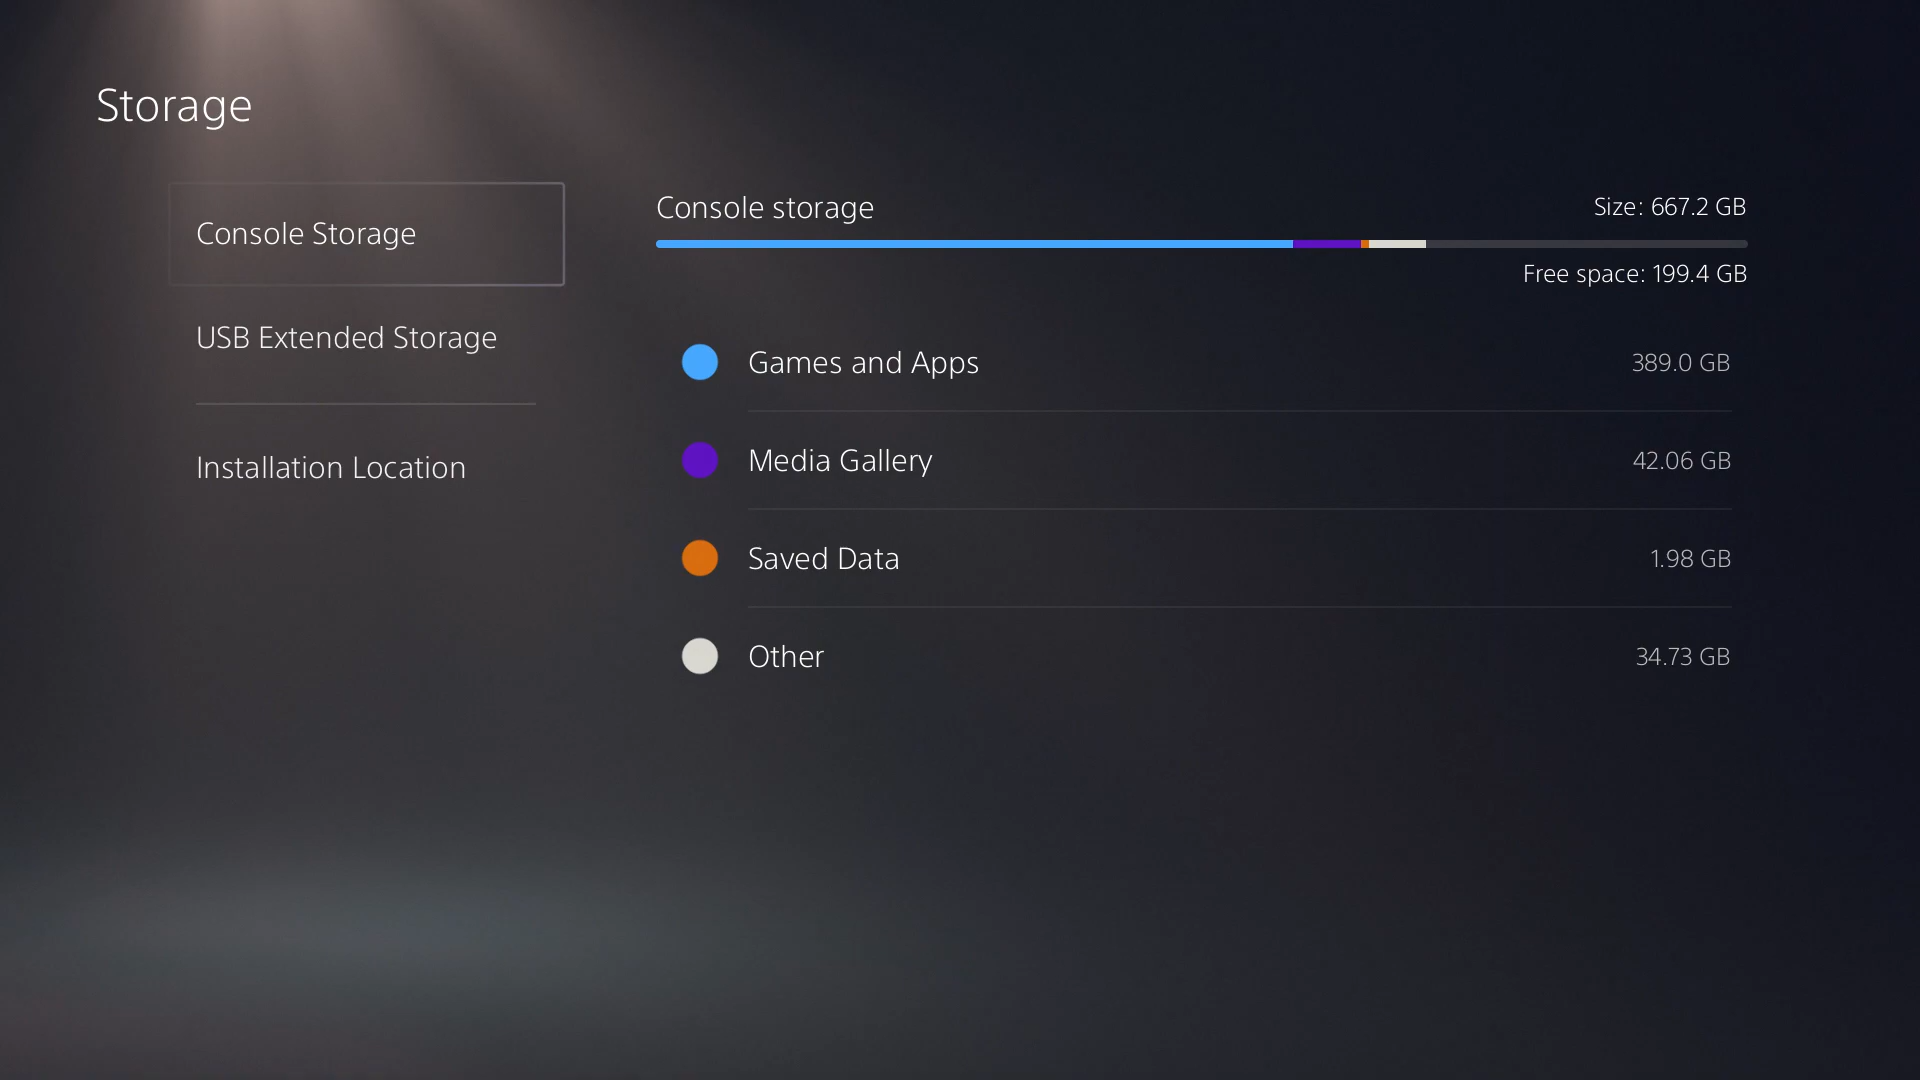 Storage
Console Storage
USB Extended Storage
Installation Location
Console storage
Size: 667.2 GB
Free space: 199.4 GB
Games and Apps 389.0 GB
Media Gallery 42.06 GB
Saved Data 1.98 GB
Other 34.73 GB